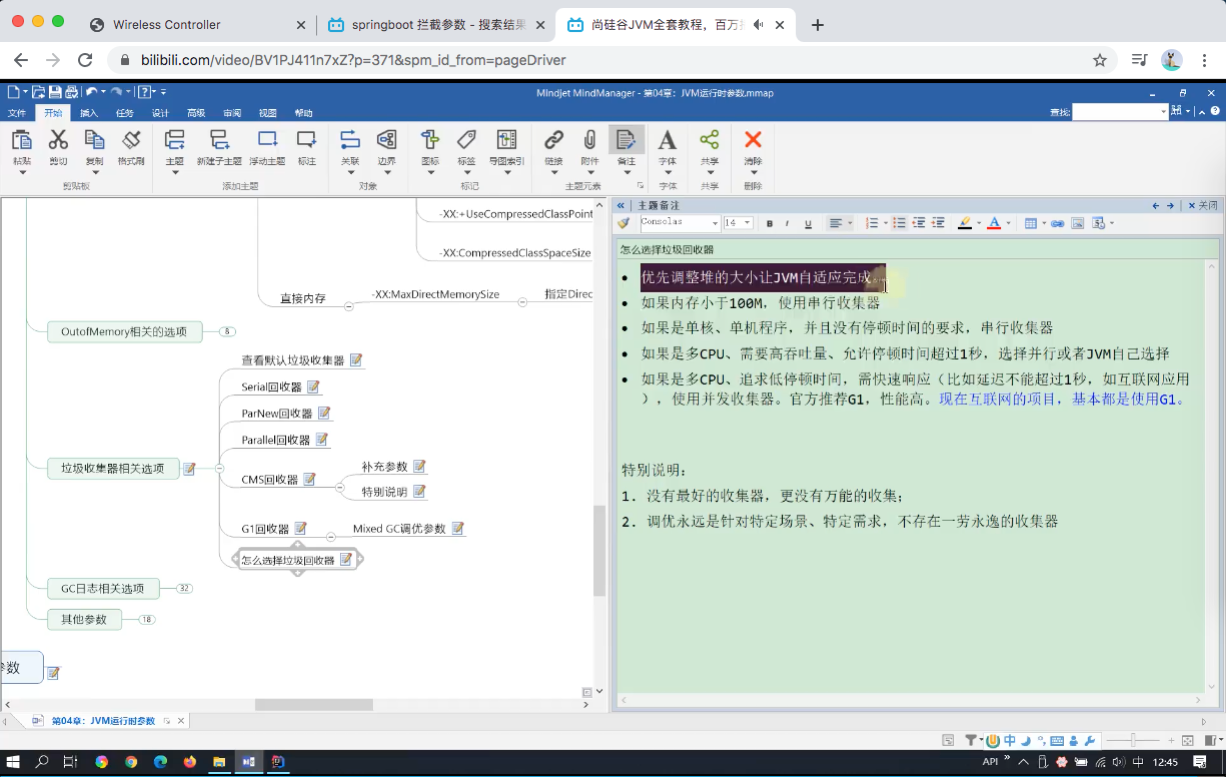 Wireless Controller
springboot 拦截参数 - 搜索结果
尚硅谷JVM全套教程，百万
bilibili.com/video/BV1PJ411n7xZ?p=371&spm_id_from=pageDriver
Mindjet MindManager - 第04章：JVM运行时参数.mmap
文件 开始 插入 任务 设计 高级 审阅 视图 帮助
查找:
粘贴 剪切 复制 格式刷 主题 新建子主题 浮动主题 标注 关联 边界 图标 标签 导图索引 链接 附件 备注 字体 共享 清除
剪贴板 添加主题 对象 标记 主题元素 字体 共享 删除
主题备注
关闭
Consolas 14 B I U
-XX:+UseCompressedClassPoint
-XX:CompressedClassSpaceSize
直接内存
-XX:MaxDirectMemorySize
指定Direc
OutofMemory相关的选项
8
查看默认垃圾收集器
Serial回收器
ParNew回收器
Parallel回收器
垃圾收集器相关选项
CMS回收器
补充参数
特别说明
G1回收器
Mixed GC调优参数
怎么选择垃圾回收器
GC日志相关选项
32
其他参数
18
参数
怎么选择垃圾回收器
优先调整堆的大小让JVM自适应完成。
如果内存小于100M，使用串行收集器
如果是单核、单机程序，并且没有停顿时间的要求，串行收集器
如果是多CPU、需要高吞吐量、允许停顿时间超过1秒，选择并行或者JVM自己选择
如果是多CPU、追求低停顿时间，需快速响应（比如延迟不能超过1秒，如互联网应用
），使用并发收集器。官方推荐G1，性能高。现在互联网的项目，基本都是使用G1。
特别说明：
1. 没有最好的收集器，更没有万能的收集；
2. 调优永远是针对特定场景、特定需求，不存在一劳永逸的收集器
第04章：JVM运行时参数
中
API
中
12:45